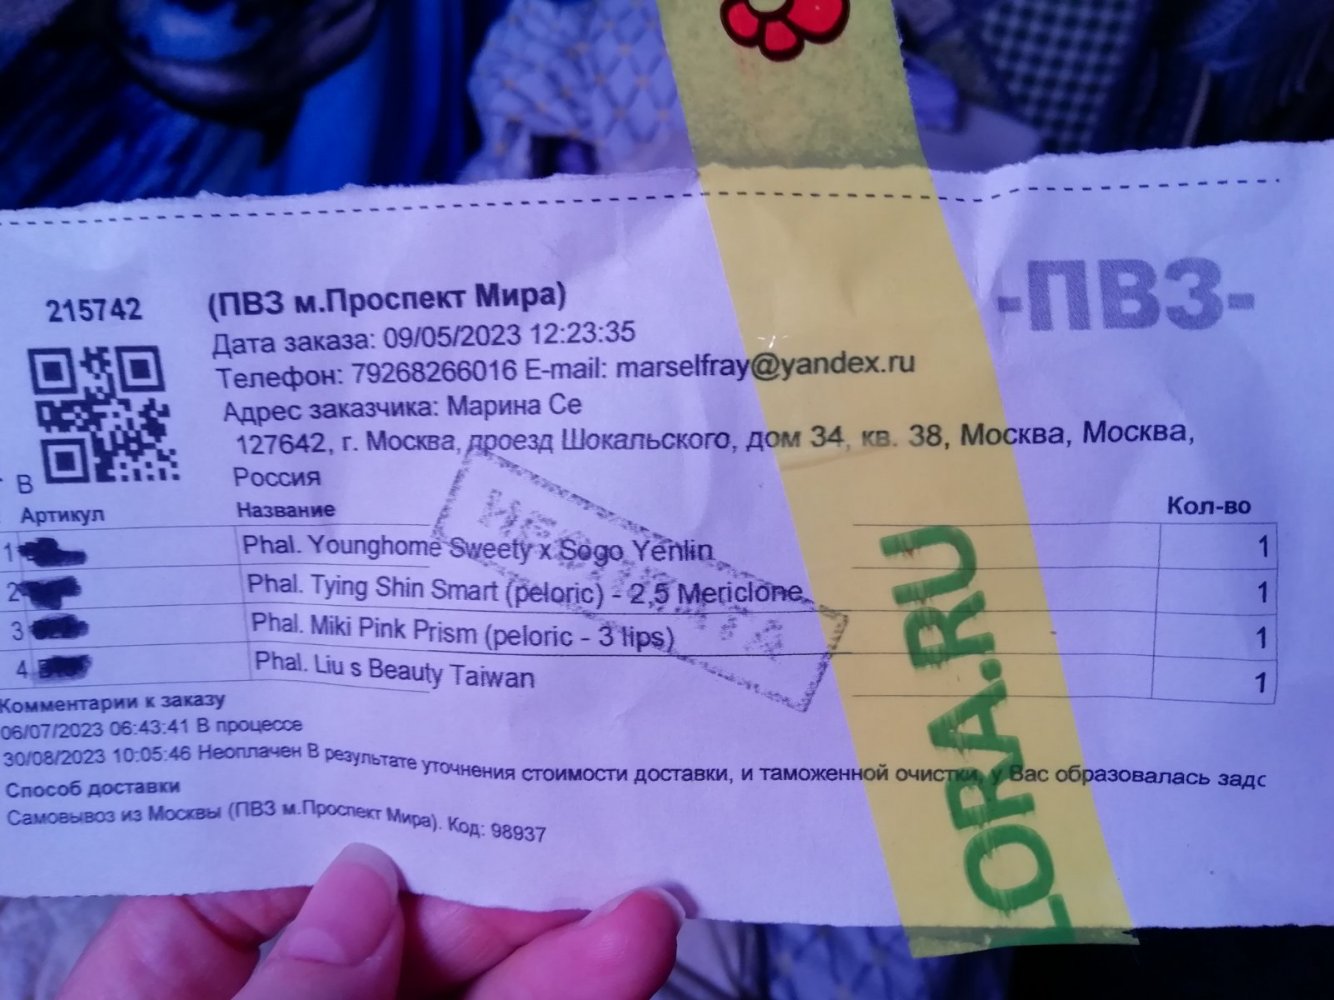 -ПВЗ-
215742
(ПВЗ м.Проспект Мира)
Дата заказа: 09/05/2023 12:23:35
Телефон: 79268266016 E-mail: marselfray@yandex.ru
Адрес заказчика: Марина Се
127642, г. Москва, проезд Шокальского, дом 34, кв. 38, Москва, Москва,
Россия
В
Артикул Название Кол-во
1 Phal. Younghome Sweety x Sogo Yenlin 1
2 Phal. Tying Shin Smart (peloric) - 2,5 Mericlone 1
3 Phal. Miki Pink Prism (peloric - 3 lips) 1
4 Phal. Liu s Beauty Taiwan 1
Комментарии к заказу
06/07/2023 06:43:41 В процессе
30/08/2023 10:05:46 Неоплачен В результате уточнения стоимости доставки, и таможенной очистки, у Вас образовалась задс
Способ доставки
Самовывоз из Москвы (ПВЗ м.Проспект Мира). Код: 98937
LORA.RU